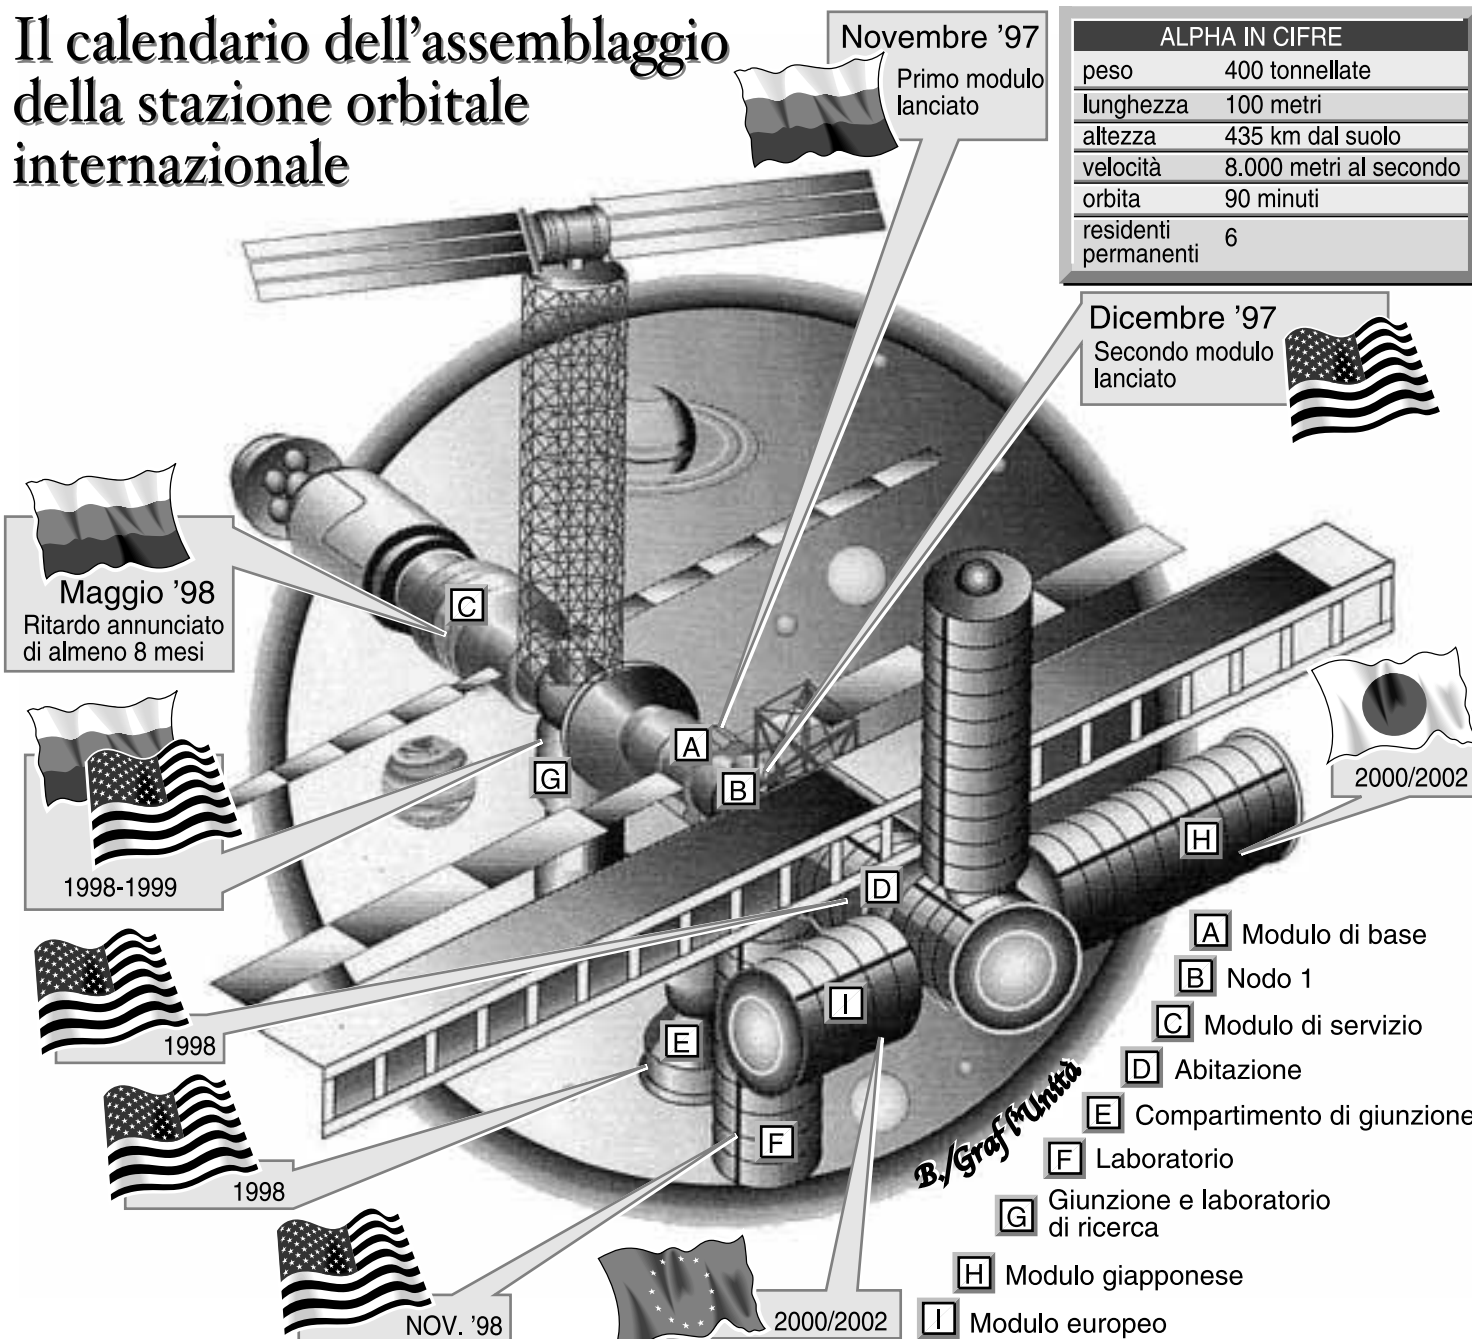 Il calendario dell'assemblaggio
della stazione orbitale
internazionale
Novembre '97
Primo modulo
lanciato
ALPHA IN CIFRE
peso 400 tonnellate
lunghezza 100 metri
altezza 435 km dal suolo
velocità 8.000 metri al secondo
orbita 90 minuti
residenti
permanenti 6
Dicembre '97
Secondo modulo
lanciato
Maggio '98
Ritardo annunciato
di almeno 8 mesi
C
A
B
G
2000/2002
H
1998-1999
D
I
E
F
1998
1998
NOV. '98
2000/2002
A Modulo di base
B Nodo 1
C Modulo di servizio
D Abitazione
E Compartimento di giunzione
F Laboratorio
G Giunzione e laboratorio
di ricerca
H Modulo giapponese
I Modulo europeo
B./Graf l'Unità